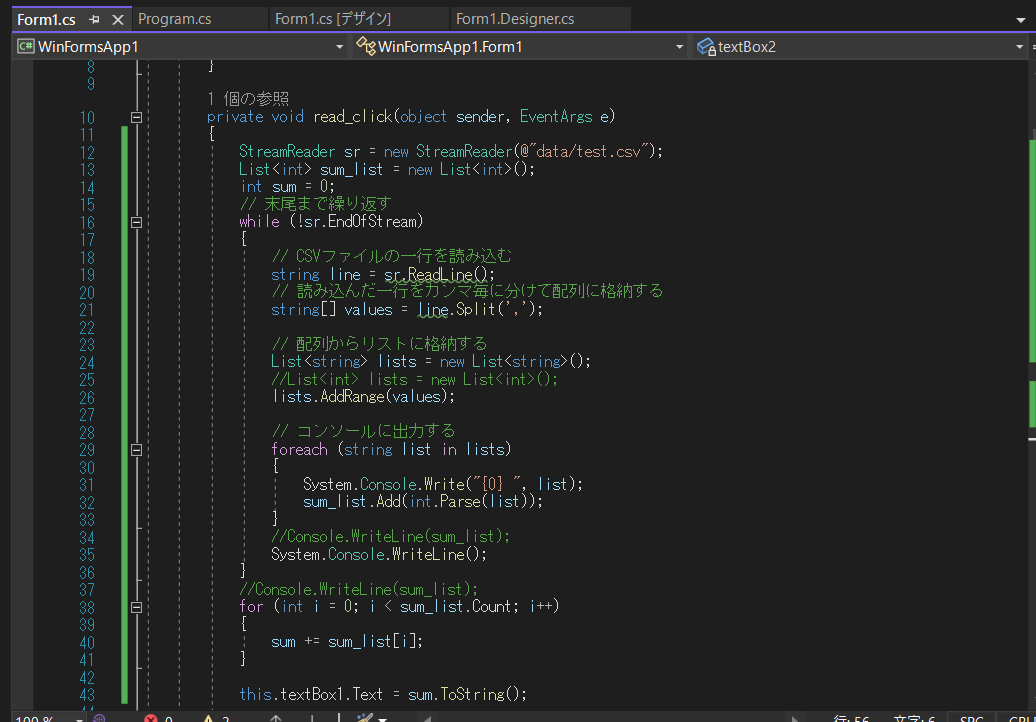 Form1.cs Program.cs Form1.cs [デザイン] Form1.Designer.cs
C# WinFormsApp1 WinFormsApp1.Form1 textBox2
8 }
9
1 個の参照
10 private void read_click(object sender, EventArgs e)
11 {
12 StreamReader sr = new StreamReader(@"data/test.csv");
13 List<int> sum_list = new List<int>();
14 int sum = 0;
15 // 末尾まで繰り返す
16 while (!sr.EndOfStream)
17 {
18 // CSVファイルの一行を読み込む
19 string line = sr.ReadLine();
20 // 読み込んだ一行をカンマ毎に分けて配列に格納する
21 string[] values = line.Split(',');
22
23 // 配列からリストに格納する
24 List<string> lists = new List<string>();
25 //List<int> lists = new List<int>();
26 lists.AddRange(values);
27
28 // コンソールに出力する
29 foreach (string list in lists)
30 {
31 System.Console.Write("{0} ", list);
32 sum_list.Add(int.Parse(list));
33 }
34 //Console.WriteLine(sum_list);
35 System.Console.WriteLine();
36 }
37 //Console.WriteLine(sum_list);
38 for (int i = 0; i < sum_list.Count; i++)
39 {
40 sum += sum_list[i];
41 }
42
43 this.textBox1.Text = sum.ToString();
100 % 0 2 行: 56 文字: 6 SPC